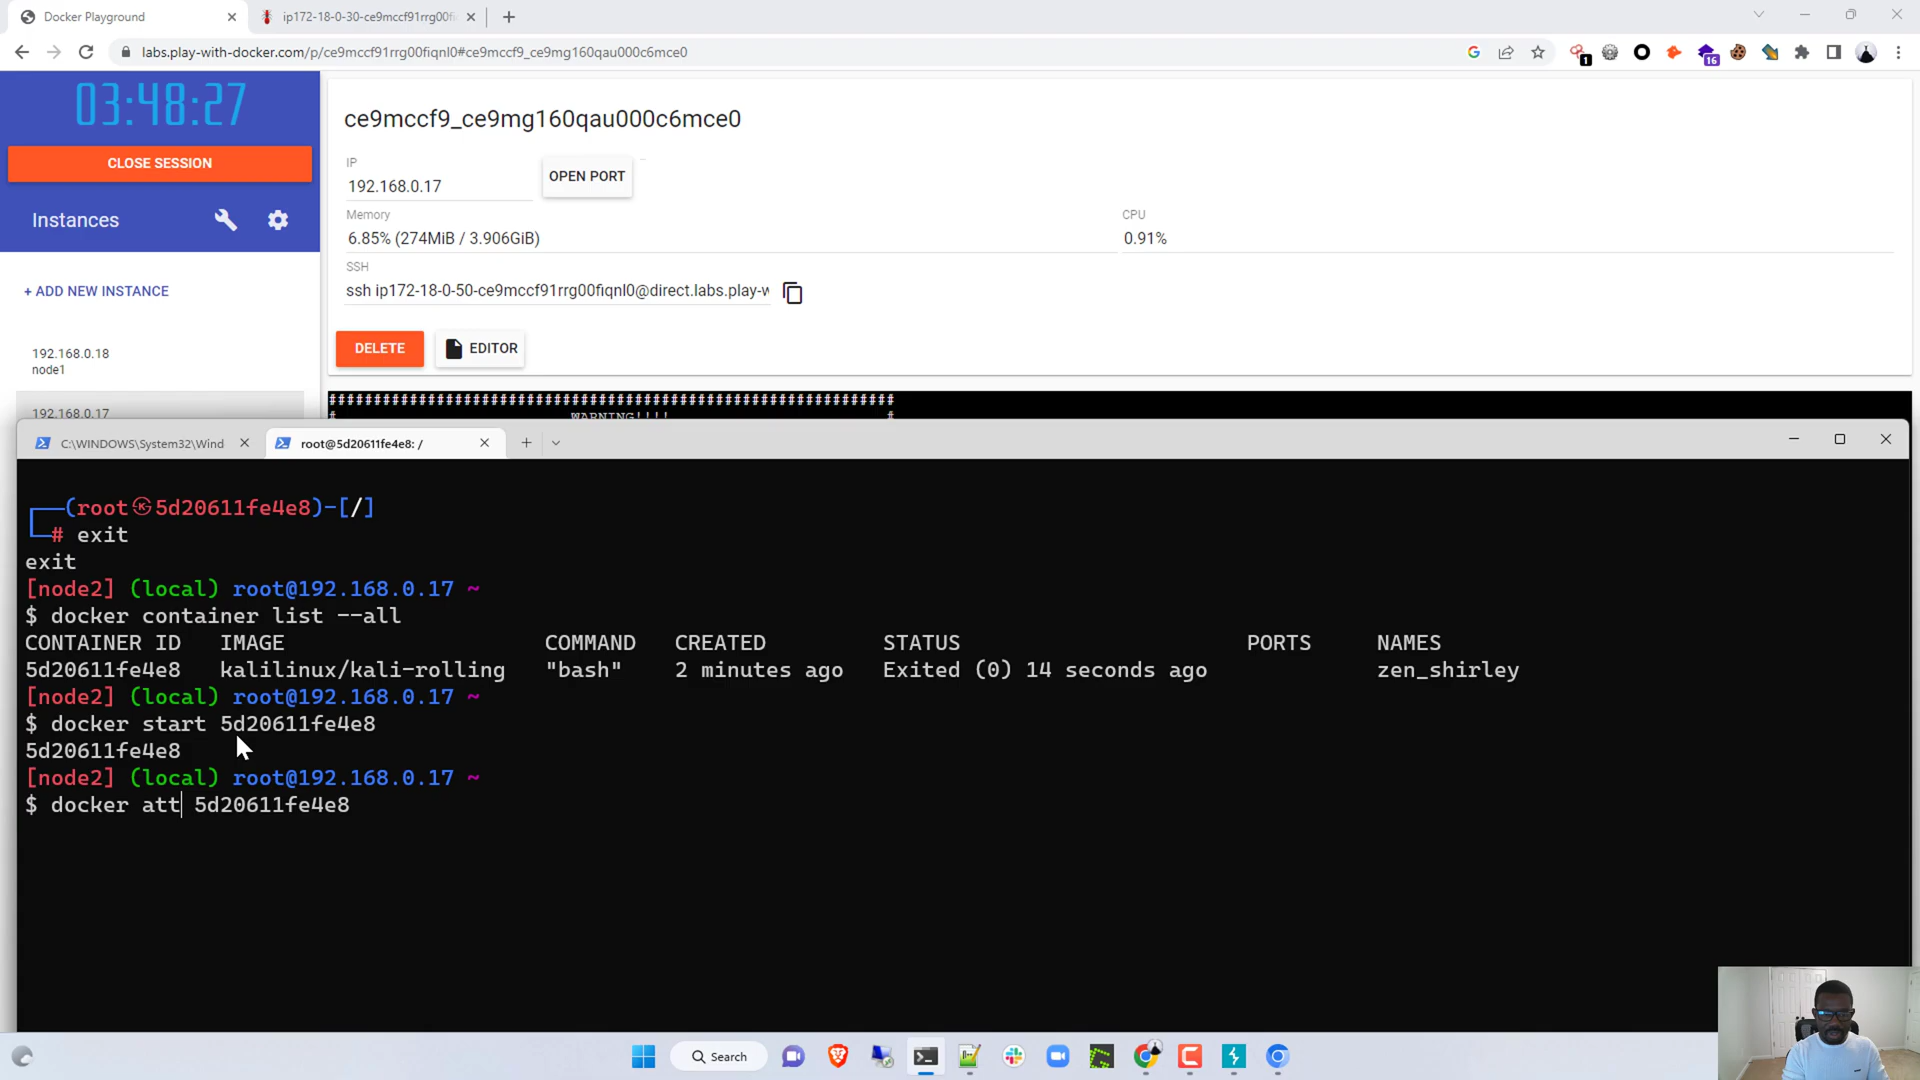 Docker Playground
ip172-18-0-30-ce9mccf91rrg00fi
labs.play-with-docker.com/p/ce9mccf91rrg00fiqnl0#ce9mccf9_ce9mg160qau000c6mce0
1
16
03:48:27
CLOSE SESSION
Instances
+ ADD NEW INSTANCE
192.168.0.18
node1
192.168.0.17
ce9mccf9_ce9mg160qau000c6mce0
IP
192.168.0.17
OPEN PORT
Memory
6.85% (274MiB / 3.906GiB)
CPU
0.91%
SSH
ssh ip172-18-0-50-ce9mccf91rrg00fiqnl0@direct.labs.play-w
DELETE
EDITOR
###############################################################
# WARNING!!!! #
C:\WINDOWS\System32\Wind
root@5d20611fe4e8: /
┌──(root㉿5d20611fe4e8)-[/]
└─# exit
exit
[node2] (local) root@192.168.0.17 ~
$ docker container list --all
CONTAINER ID IMAGE COMMAND CREATED STATUS PORTS NAMES
5d20611fe4e8 kalilinux/kali-rolling "bash" 2 minutes ago Exited (0) 14 seconds ago zen_shirley
[node2] (local) root@192.168.0.17 ~
$ docker start 5d20611fe4e8
5d20611fe4e8
[node2] (local) root@192.168.0.17 ~
$ docker att 5d20611fe4e8
Search